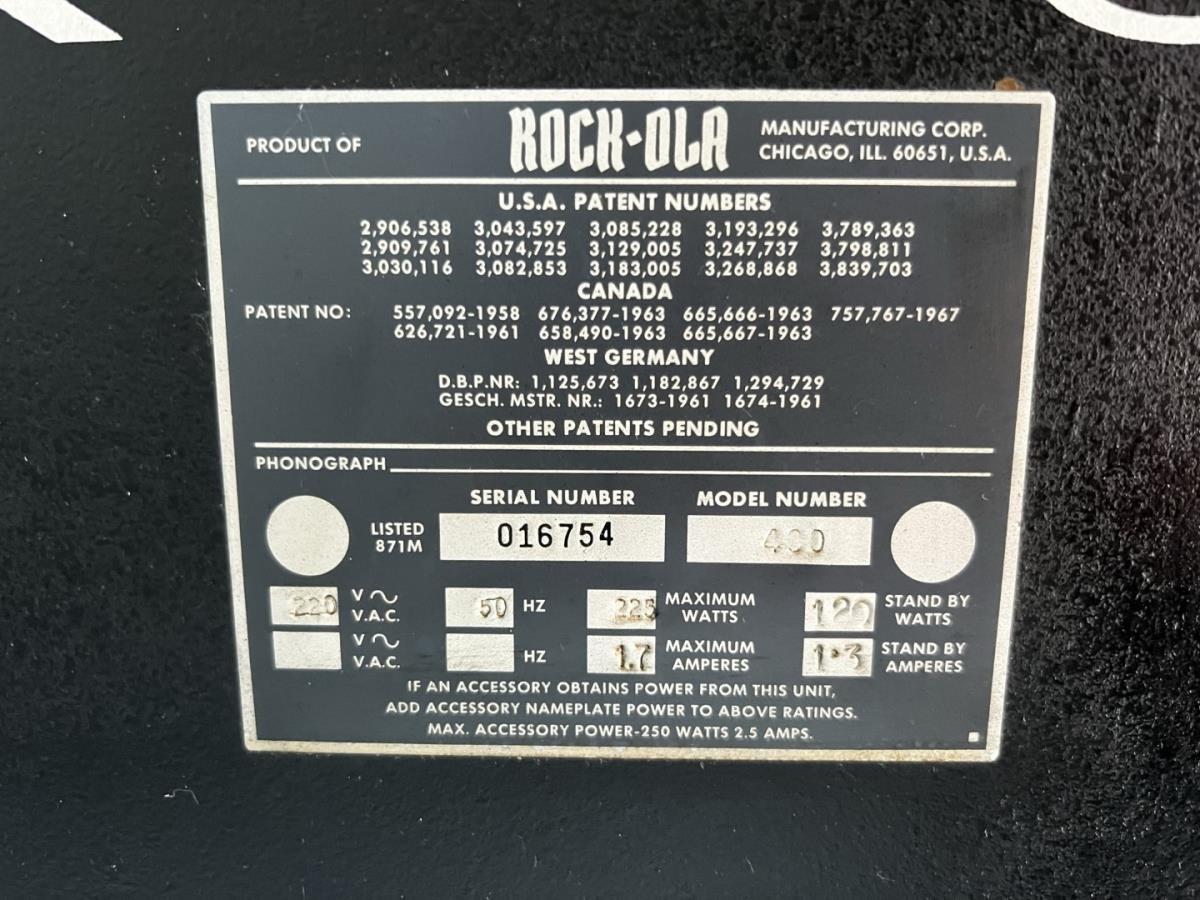 PRODUCT OF ROCK-OLA MANUFACTURING CORP.
CHICAGO, ILL. 60651, U.S.A.
U.S.A. PATENT NUMBERS
2,906,538 3,043,597 3,085,228 3,193,296 3,789,363
2,909,761 3,074,725 3,129,005 3,247,737 3,798,811
3,030,116 3,082,853 3,183,005 3,268,868 3,839,703
CANADA
PATENT NO: 557,092-1958 676,377-1963 665,666-1963 757,767-1967
626,721-1961 658,490-1963 665,667-1963
WEST GERMANY
D.B.P.NR: 1,125,673 1,182,867 1,294,729
GESCH. MSTR. NR.: 1673-1961 1674-1961
OTHER PATENTS PENDING
PHONOGRAPH
SERIAL NUMBER MODEL NUMBER
LISTED
871M
016754
220 V ~
V.A.C.
50 HZ
225 MAXIMUM
WATTS
120 STAND BY
WATTS
V ~
V.A.C.
HZ
1.7 MAXIMUM
AMPERES
1.3 STAND BY
AMPERES
IF AN ACCESSORY OBTAINS POWER FROM THIS UNIT,
ADD ACCESSORY NAMEPLATE POWER TO ABOVE RATINGS.
MAX. ACCESSORY POWER-250 WATTS 2.5 AMPS.